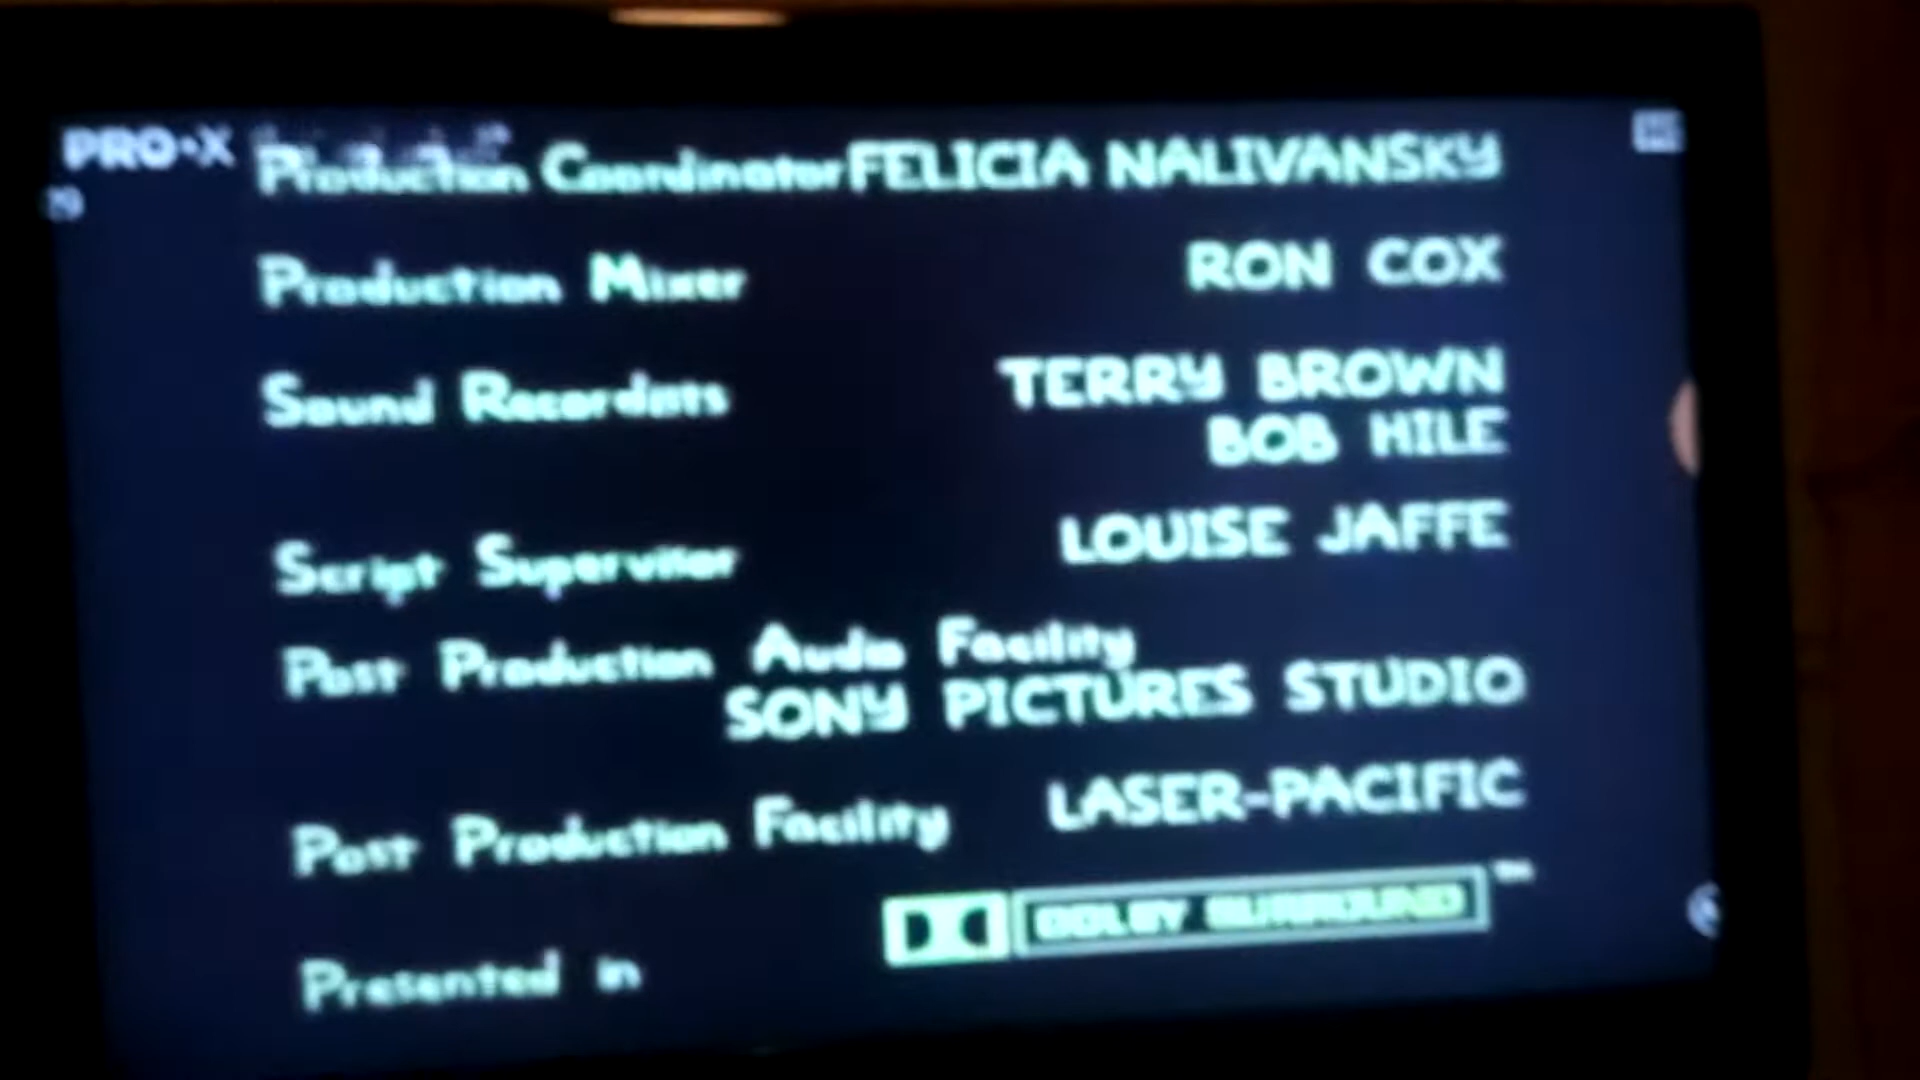 PRO-X
Production Coordinator FELICIA NALIVANSKY
Production Mixer RON COX
Sound Recordists TERRY BROWN
BOB HILE
Script Supervisor LOUISE JAFFE
Post Production Audio Facility
SONY PICTURES STUDIO
Post Production Facility LASER-PACIFIC
Presented in DOLBY SURROUND ™